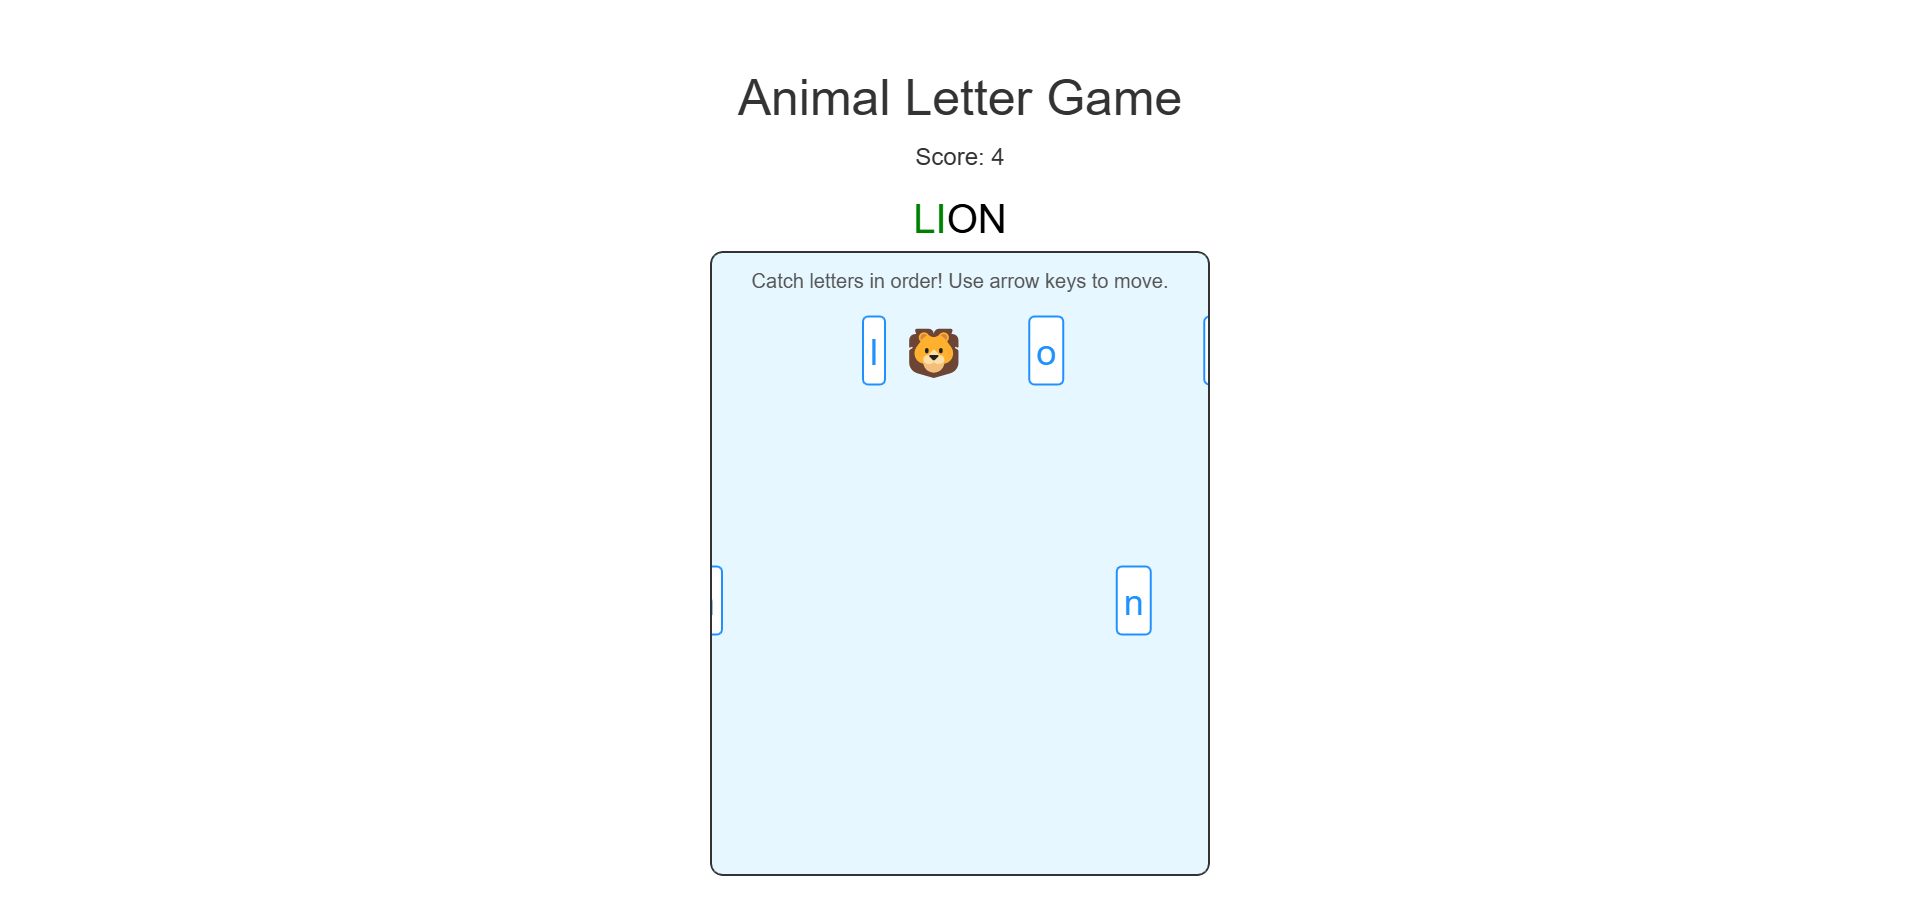 Animal Letter Game
Score: 4
LION
Catch letters in order! Use arrow keys to move.
l o
n